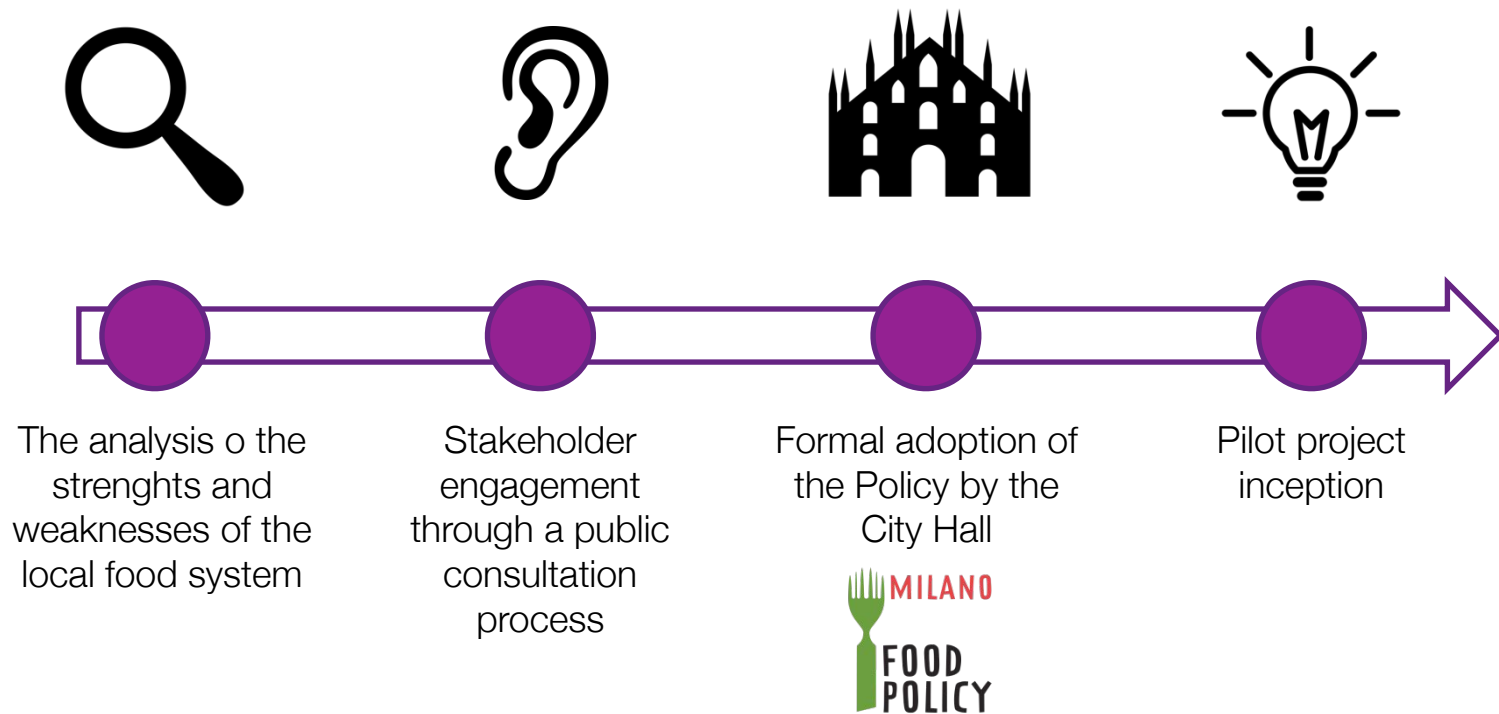 The analysis o the
strenghts and
weaknesses of the
local food system
Stakeholder
engagement
through a public
consultation
process
Formal adoption of
the Policy by the
City Hall
MILANO
FOOD
POLICY
Pilot project
inception